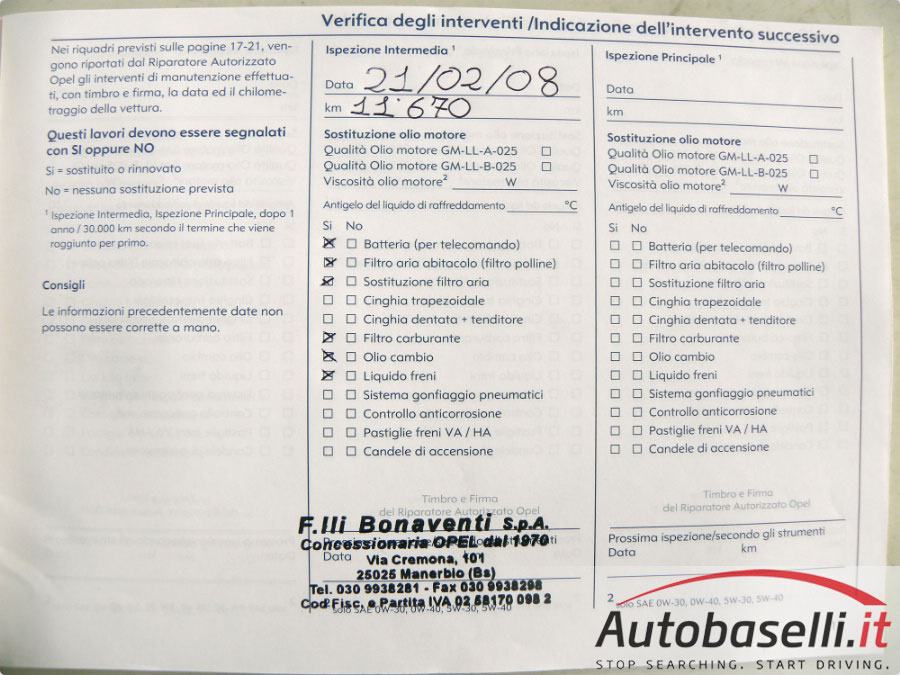 Verifica degli interventi /Indicazione dell'intervento successivo
Nei riquadri previsti sulle pagine 17-21, ven-
gono riportati dal Riparatore Autorizzato
Opel gli interventi di manutenzione effettua-
ti, con timbro e firma, la data ed il chilome-
traggio della vettura.
Questi lavori devono essere segnalati
con SI oppure NO
Si = sostituito o rinnovato
No = nessuna sostituzione prevista
¹ Ispezione Intermedia, Ispezione Principale, dopo 1
anno / 30.000 km secondo il termine che viene
raggiunto per primo.
Consigli
Le informazioni precedentemente date non
possono essere corrette a mano.
Ispezione Intermedia ¹
Data 21/02/08
km 11.670
Sostituzione olio motore
Qualità Olio motore GM-LL-A-025
Qualità Olio motore GM-LL-B-025
Viscosità olio motore² W
Antigelo del liquido di raffreddamento °C
Si No
Batteria (per telecomando)
Filtro aria abitacolo (filtro polline)
Sostituzione filtro aria
Cinghia trapezoidale
Cinghia dentata + tenditore
Filtro carburante
Olio cambio
Liquido freni
Sistema gonfiaggio pneumatici
Controllo anticorrosione
Pastiglie freni VA / HA
Candele di accensione
Timbro e Firma
del Riparatore Autorizzato Opel
F.lli Bonaventi S.p.A.
Concessionaria OPEL dal 1970
Via Cremona, 101
Data
25025 Manerbio (Bs)
Tel. 030 9938281 - Fax 030 9938298
Cod. Fisc. e Partita IVA 02 58170 098 2
solo SAE 0W-30, 0W-40, 5W-30, 5W-40
Ispezione Principale ¹
Data
km
Sostituzione olio motore
Qualità Olio motore GM-LL-A-025
Qualità Olio motore GM-LL-B-025
Viscosità olio motore² W
Antigelo del liquido di raffreddamento °C
Si No
Batteria (per telecomando)
Filtro aria abitacolo (filtro polline)
Sostituzione filtro aria
Cinghia trapezoidale
Cinghia dentata + tenditore
Filtro carburante
Olio cambio
Liquido freni
Sistema gonfiaggio pneumatici
Controllo anticorrosione
Pastiglie freni VA / HA
Candele di accensione
Timbro e Firma
del Riparatore Autorizzato Opel
Prossima ispezione/secondo gli strumenti
Data km
2 solo SAE 0W-30, 0W-40, 5W-30, 5W-40
Autobaselli.it
STOP SEARCHING. START DRIVING.